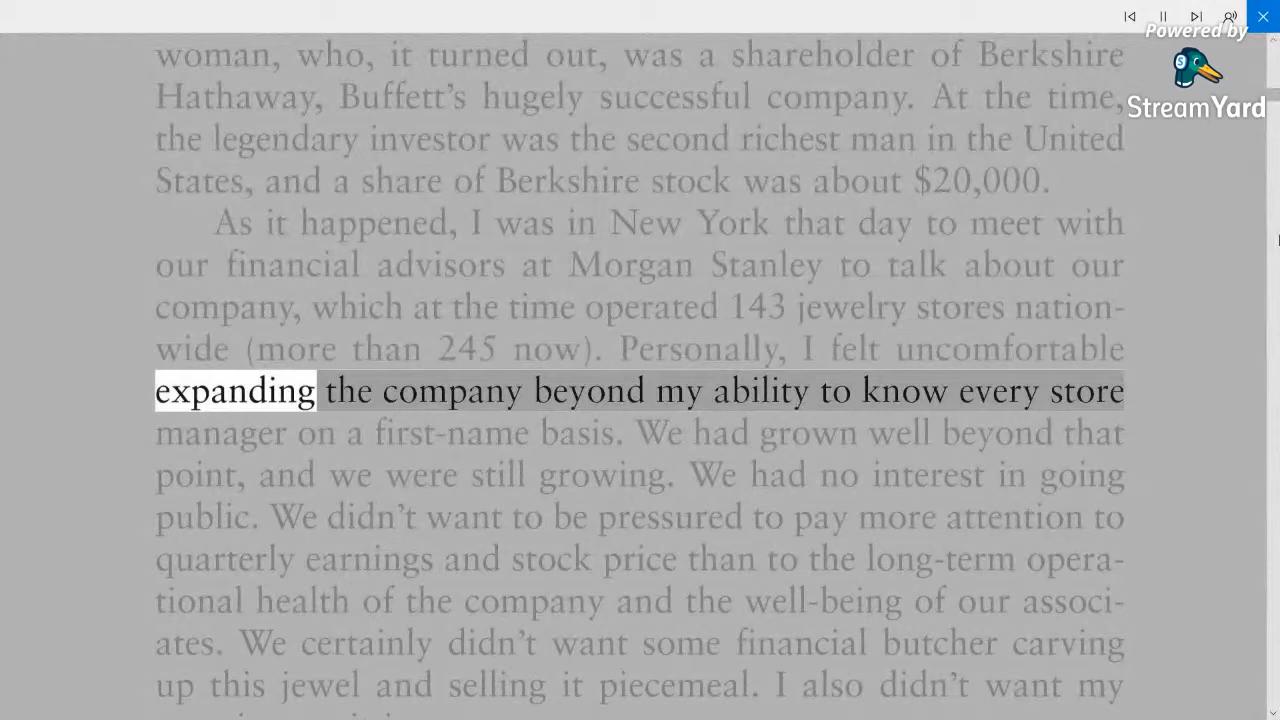 Powered by
StreamYard
woman, who, it turned out, was a shareholder of Berkshire
Hathaway, Buffett’s hugely successful company. At the time,
the legendary investor was the second richest man in the United
States, and a share of Berkshire stock was about $20,000.
As it happened, I was in New York that day to meet with
our financial advisors at Morgan Stanley to talk about our
company, which at the time operated 143 jewelry stores nation-
wide (more than 245 now). Personally, I felt uncomfortable
expanding the company beyond my ability to know every store
manager on a first-name basis. We had grown well beyond that
point, and we were still growing. We had no interest in going
public. We didn’t want to be pressured to pay more attention to
quarterly earnings and stock price than to the long-term opera-
tional health of the company and the well-being of our associ-
ates. We certainly didn’t want some financial butcher carving
up this jewel and selling it piecemeal. I also didn’t want my